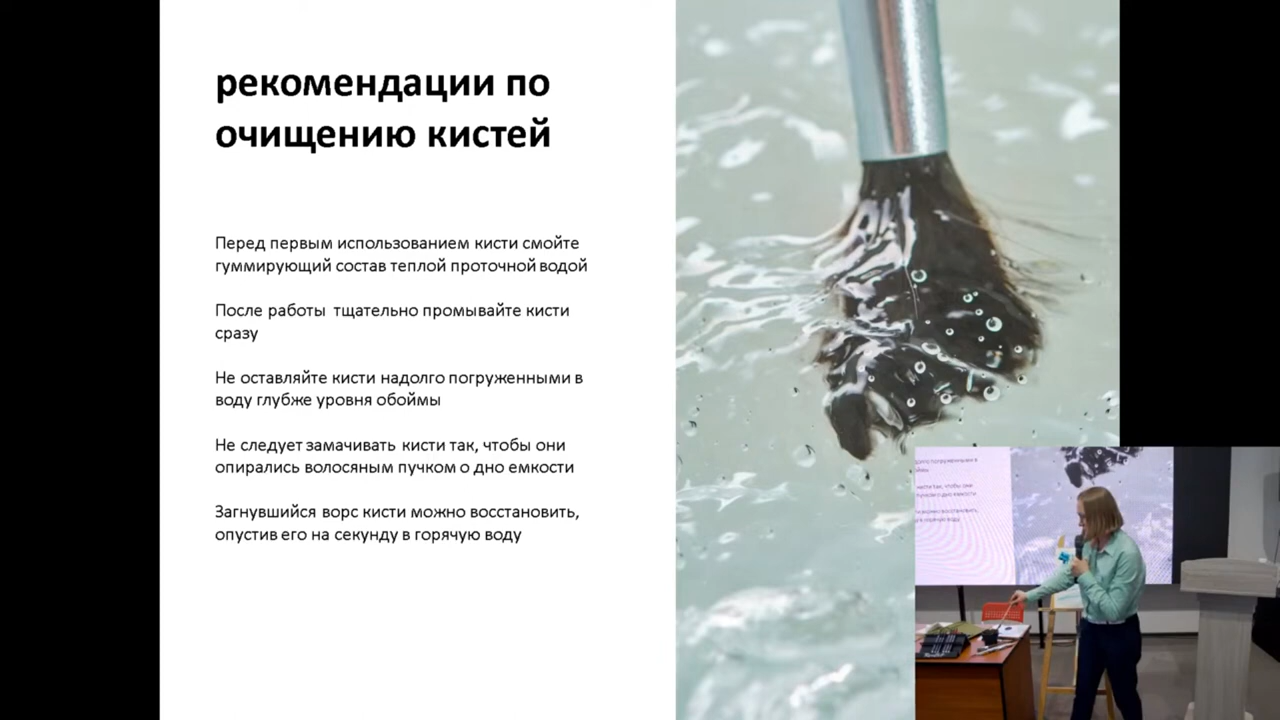 рекомендации по
очищению кистей
Перед первым использованием кисти смойте
гуммирующий состав теплой проточной водой
После работы тщательно промывайте кисти
сразу
Не оставляйте кисти надолго погруженными в
воду глубже уровня обоймы
Не следует замачивать кисти так, чтобы они
опирались волосяным пучком о дно емкости
Загнувшийся ворс кисти можно восстановить,
опустив его на секунду в горячую воду